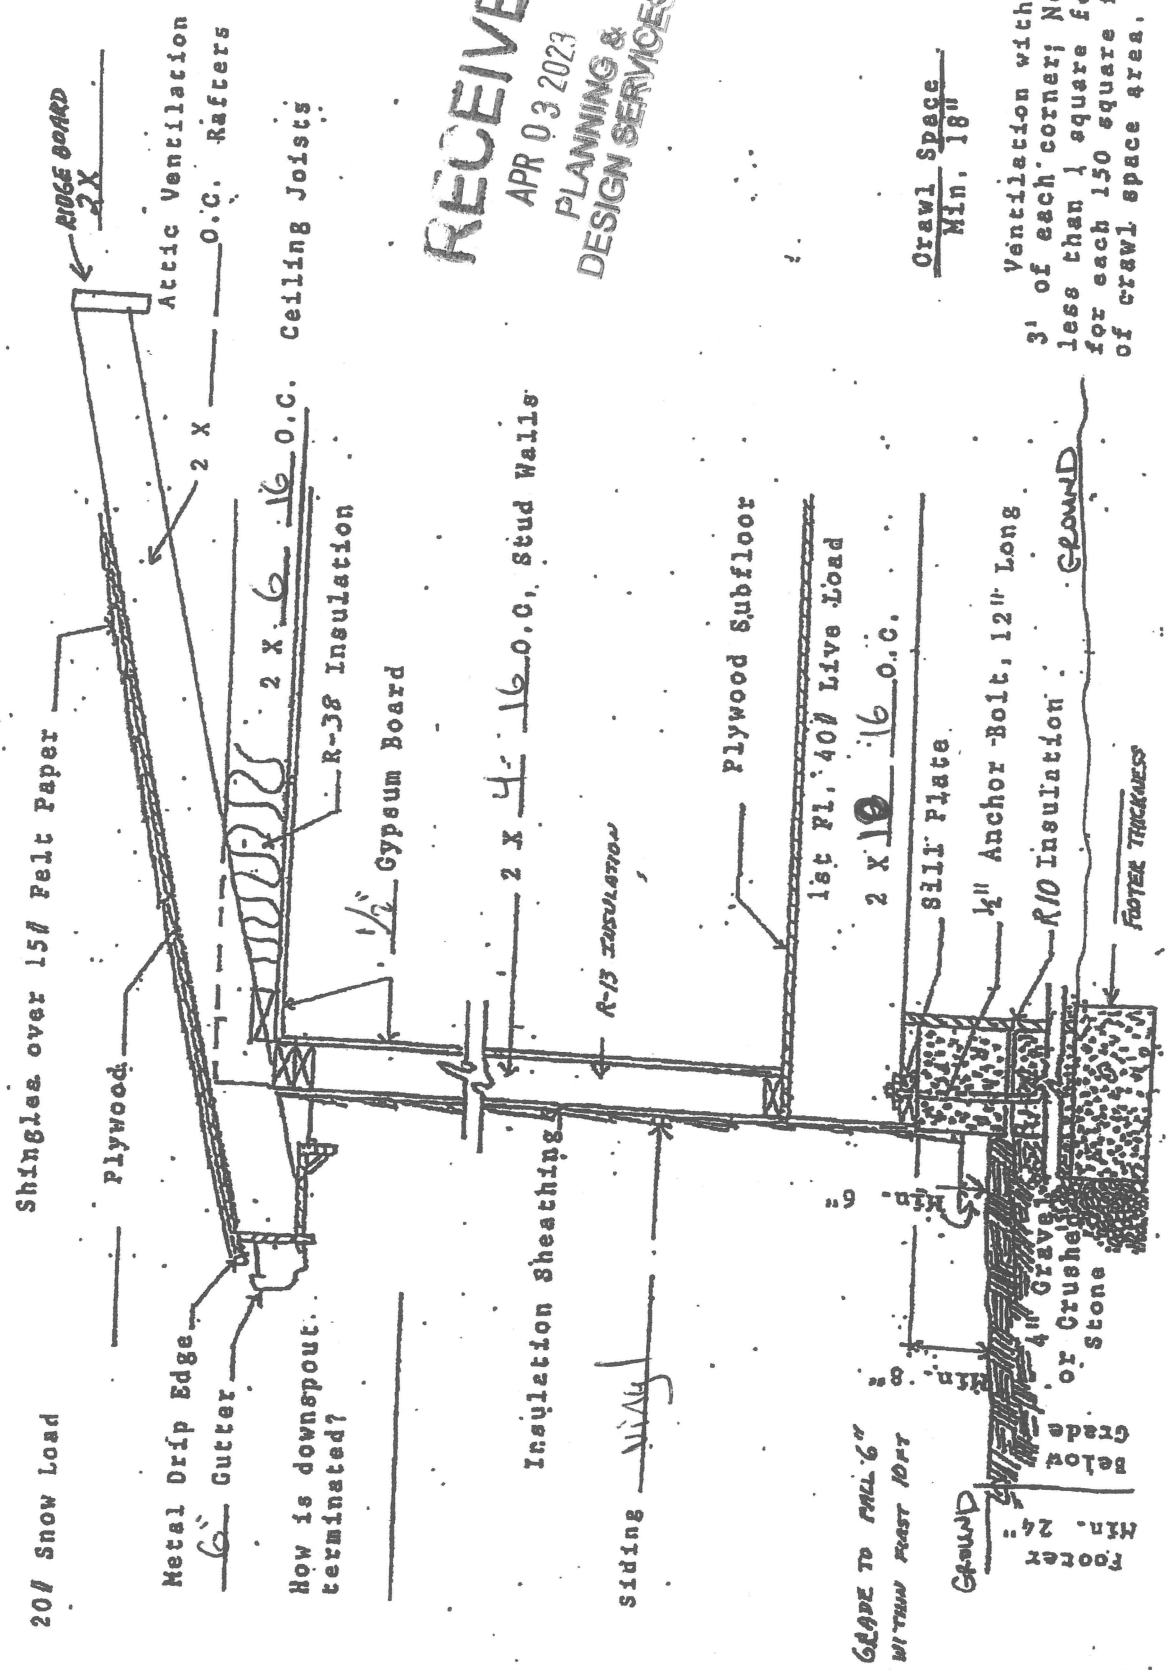 20# Snow Load
Shingles over 15# Felt Paper
Plywood
RIDGE BOARD
2X
Attic Ventilation
2 X O.C. Rafters
Metal Drip Edge
6" Gutter
How is downspout
terminated?
2 X 6 16 O.C. Ceiling Joists
R-38 Insulation
1/2" Gypsum Board
2 X 4 16 O.C. Stud Walls
R-13 INSULATION
Insulation Sheathing
Siding Vinyl
RECEIVE
APR 03 2023
PLANNING &
DESIGN SERVICES
Plywood Subfloor
1st Fl. 40# Live Load
2 X 10 16 O.C.
Sill Plate
½" Anchor Bolt, 12" Long
R10 Insulation
GROUND
FOOTER THICKNESS
Crawl Space
Min. 18"
Ventilation with
3' of each corner; No
less than 1 square fo
for each 150 square f
of crawl space area.
GRADE TO FALL 6"
WITHIN FIRST 10FT
GROUND
Min. 6"
Min. 8"
4" Gravel
or Crushed
Stone
Footer
Min. 24"
Below
Grade